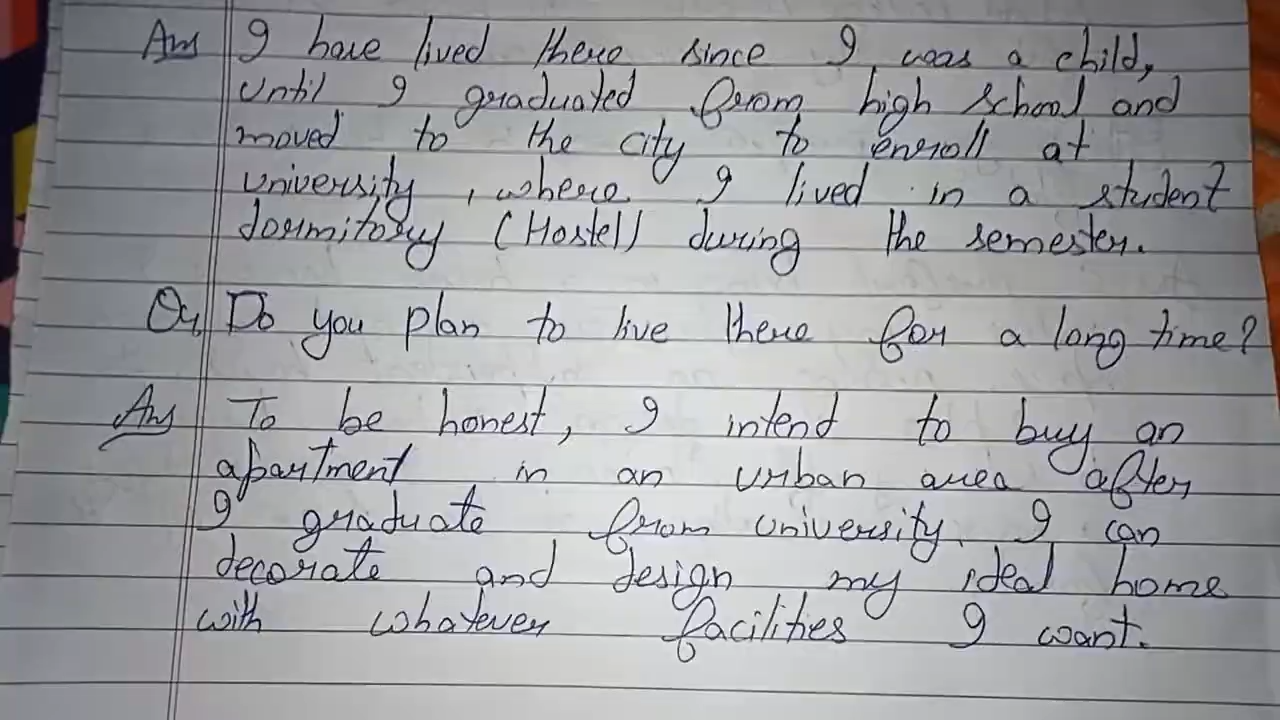 Ans I have lived there since I was a child,
until I graduated from high school and
moved to the city to enroll at
University, where I lived in a student
dormitory (Hostel) during the semester.
Qu. Do you plan to live there for a long time?
Ans To be honest, I intend to buy an
apartment in an urban area after
I graduate from university. I can
decorate and design my ideal home
with whatever facilities I want.